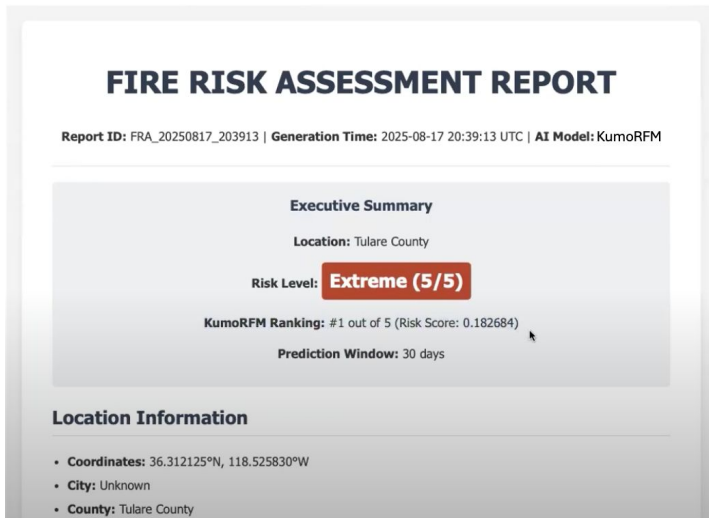 FIRE RISK ASSESSMENT REPORT
Report ID: FRA_20250817_203913 | Generation Time: 2025-08-17 20:39:13 UTC | AI Model: KumoRFM
Executive Summary
Location: Tulare County
Risk Level: Extreme (5/5)
KumoRFM Ranking: #1 out of 5 (Risk Score: 0.182684)
Prediction Window: 30 days
Location Information
• Coordinates: 36.312125°N, 118.525830°W
• City: Unknown
• County: Tulare County